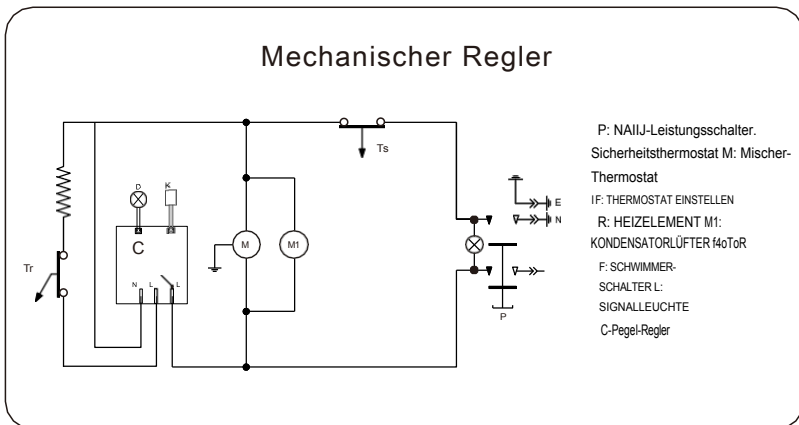 Mechanischer Regler
Ts
D
K
C
N L L
Tr
M
M1
E
N
P
P: NAIIJ-Leistungsschalter.
Sicherheitsthermostat M: Mischer-
Thermostat
IF: THERMOSTAT EINSTELLEN
R: HEIZELEMENT M1:
KONDENSATORLÜFTER f4oToR
F: SCHWIMMER-
SCHALTER L:
SIGNALLEUCHTE
C-Pegel-Regler